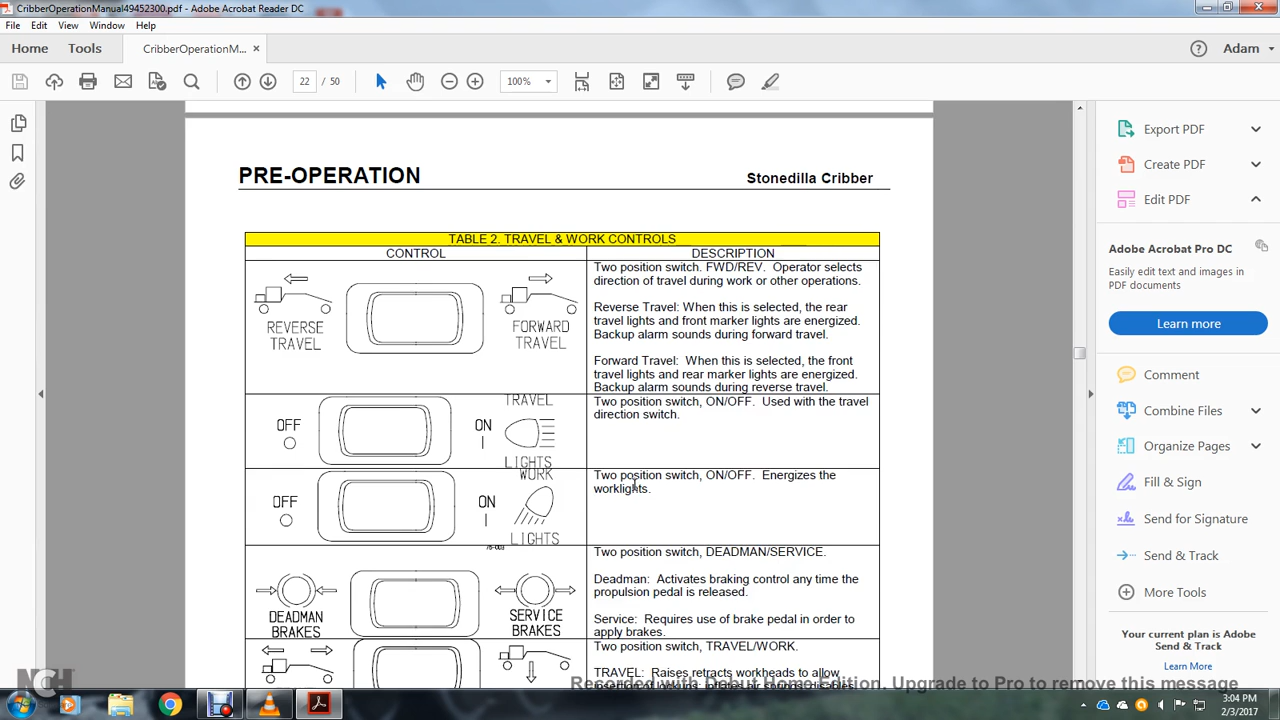 CribberOperationManual49452300.pdf - Adobe Acrobat Reader DC
File Edit View Window Help
Home Tools CribberOperationM... × Adam
22 / 50 100%
PRE-OPERATION Stonedilla Cribber
TABLE 2. TRAVEL & WORK CONTROLS
CONTROL DESCRIPTION
REVERSE TRAVEL
FORWARD TRAVEL
Two position switch. FWD/REV. Operator selects
direction of travel during work or other operations.
Reverse Travel: When this is selected, the rear
travel lights and front marker lights are energized.
Backup alarm sounds during forward travel.
Forward Travel: When this is selected, the front
travel lights and rear marker lights are energized.
Backup alarm sounds during reverse travel.
OFF ON
TRAVEL
LIGHTS
Two position switch, ON/OFF. Used with the travel
direction switch.
OFF ON
WORK
LIGHTS
75-003
Two position switch, ON/OFF. Energizes the
worklights.
DEADMAN
BRAKES
SERVICE
BRAKES
Two position switch, DEADMAN/SERVICE.
Deadman: Activates braking control any time the
propulsion pedal is released.
Service: Requires use of brake pedal in order to
apply brakes.
Two position switch, TRAVEL/WORK.
TRAVEL: Raises retracts workheads to allow
Export PDF
Create PDF
Edit PDF
Adobe Acrobat Pro DC
Easily edit text and images in
PDF documents
Learn more
Comment
Combine Files
Organize Pages
Fill & Sign
Send for Signature
Send & Track
More Tools
Your current plan is Adobe
Send & Track
Learn More
NCH
Edition. Upgrade to Pro to remove this message
3:04 PM
2/3/2017